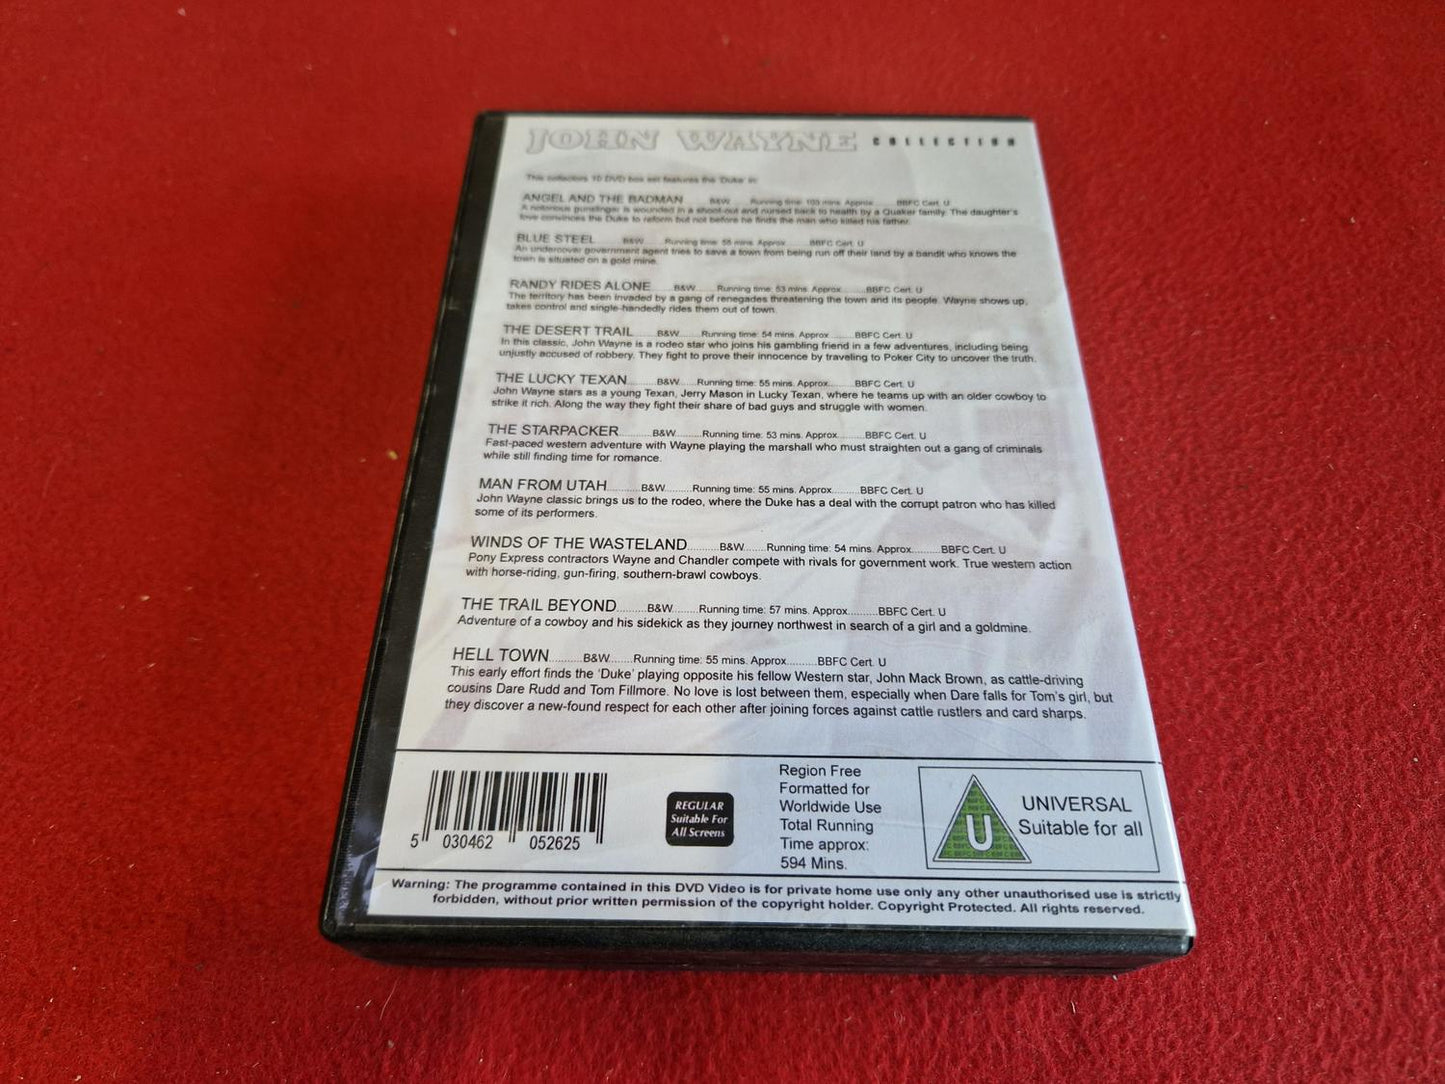 JOHN WAYNE COLLECTION
This collectors 10 DVD box set features the 'Duke' in:
ANGEL AND THE BADMAN..........B&W........Running time: 100 mins. Approx..........BBFC Cert. U
A notorious gunslinger is wounded in a shoot-out and nursed back to health by a Quaker family. The daughter's
love convinces the Duke to reform but not before he finds the man who killed his father.
BLUE STEEL..........B&W........Running time: 55 mins. Approx..........BBFC Cert. U
An undercover government agent tries to save a town from being run off their land by a bandit who knows the
town is situated on a gold mine.
RANDY RIDES ALONE..........B&W........Running time: 53 mins. Approx..........BBFC Cert. U
The territory has been invaded by a gang of renegades threatening the town and its people. Wayne shows up,
takes control and single-handedly rides them out of town.
THE DESERT TRAIL..........B&W........Running time: 54 mins. Approx..........BBFC Cert. U
In this classic, John Wayne is a rodeo star who joins his gambling friend in a few adventures, including being
unjustly accused of robbery. They fight to prove their innocence by traveling to Poker City to uncover the truth.
THE LUCKY TEXAN..........B&W.......Running time: 55 mins. Approx..........BBFC Cert. U
John Wayne stars as a young Texan, Jerry Mason in Lucky Texan, where he teams up with an older cowboy to
strike it rich. Along the way they fight their share of bad guys and struggle with women.
THE STARPACKER..........B&W.........Running time: 53 mins. Approx..........BBFC Cert. U
Fast-paced western adventure with Wayne playing the marshall who must straighten out a gang of criminals
while still finding time for romance.
MAN FROM UTAH..........B&W.........Running time: 55 mins. Approx..........BBFC Cert. U
John Wayne classic brings us to the rodeo, where the Duke has a deal with the corrupt patron who has killed
some of its performers.
WINDS OF THE WASTELAND..........B&W.......Running time: 54 mins. Approx..........BBFC Cert. U
Pony Express contractors Wayne and Chandler compete with rivals for government work. True western action
with horse-riding, gun-firing, southern-brawl cowboys.
THE TRAIL BEYOND.........B&W........Running time: 57 mins. Approx..........BBFC Cert. U
Adventure of a cowboy and his sidekick as they journey northwest in search of a girl and a goldmine.
HELL TOWN..........B&W.......Running time: 55 mins. Approx.........BBFC Cert. U
This early effort finds the 'Duke' playing opposite his fellow Western star, John Mack Brown, as cattle-driving
cousins Dare Rudd and Tom Fillmore. No love is lost between them, especially when Dare falls for Tom's girl, but
they discover a new-found respect for each other after joining forces against cattle rustlers and card sharps.
5 030462 052625
REGULAR
Suitable For
All Screens
Region Free
Formatted for
Worldwide Use
Total Running
Time approx:
594 Mins.
U
UNIVERSAL
Suitable for all
Warning: The programme contained in this DVD Video is for private home use only any other unauthorised use is strictly
forbidden, without prior written permission of the copyright holder. Copyright Protected. All rights reserved.